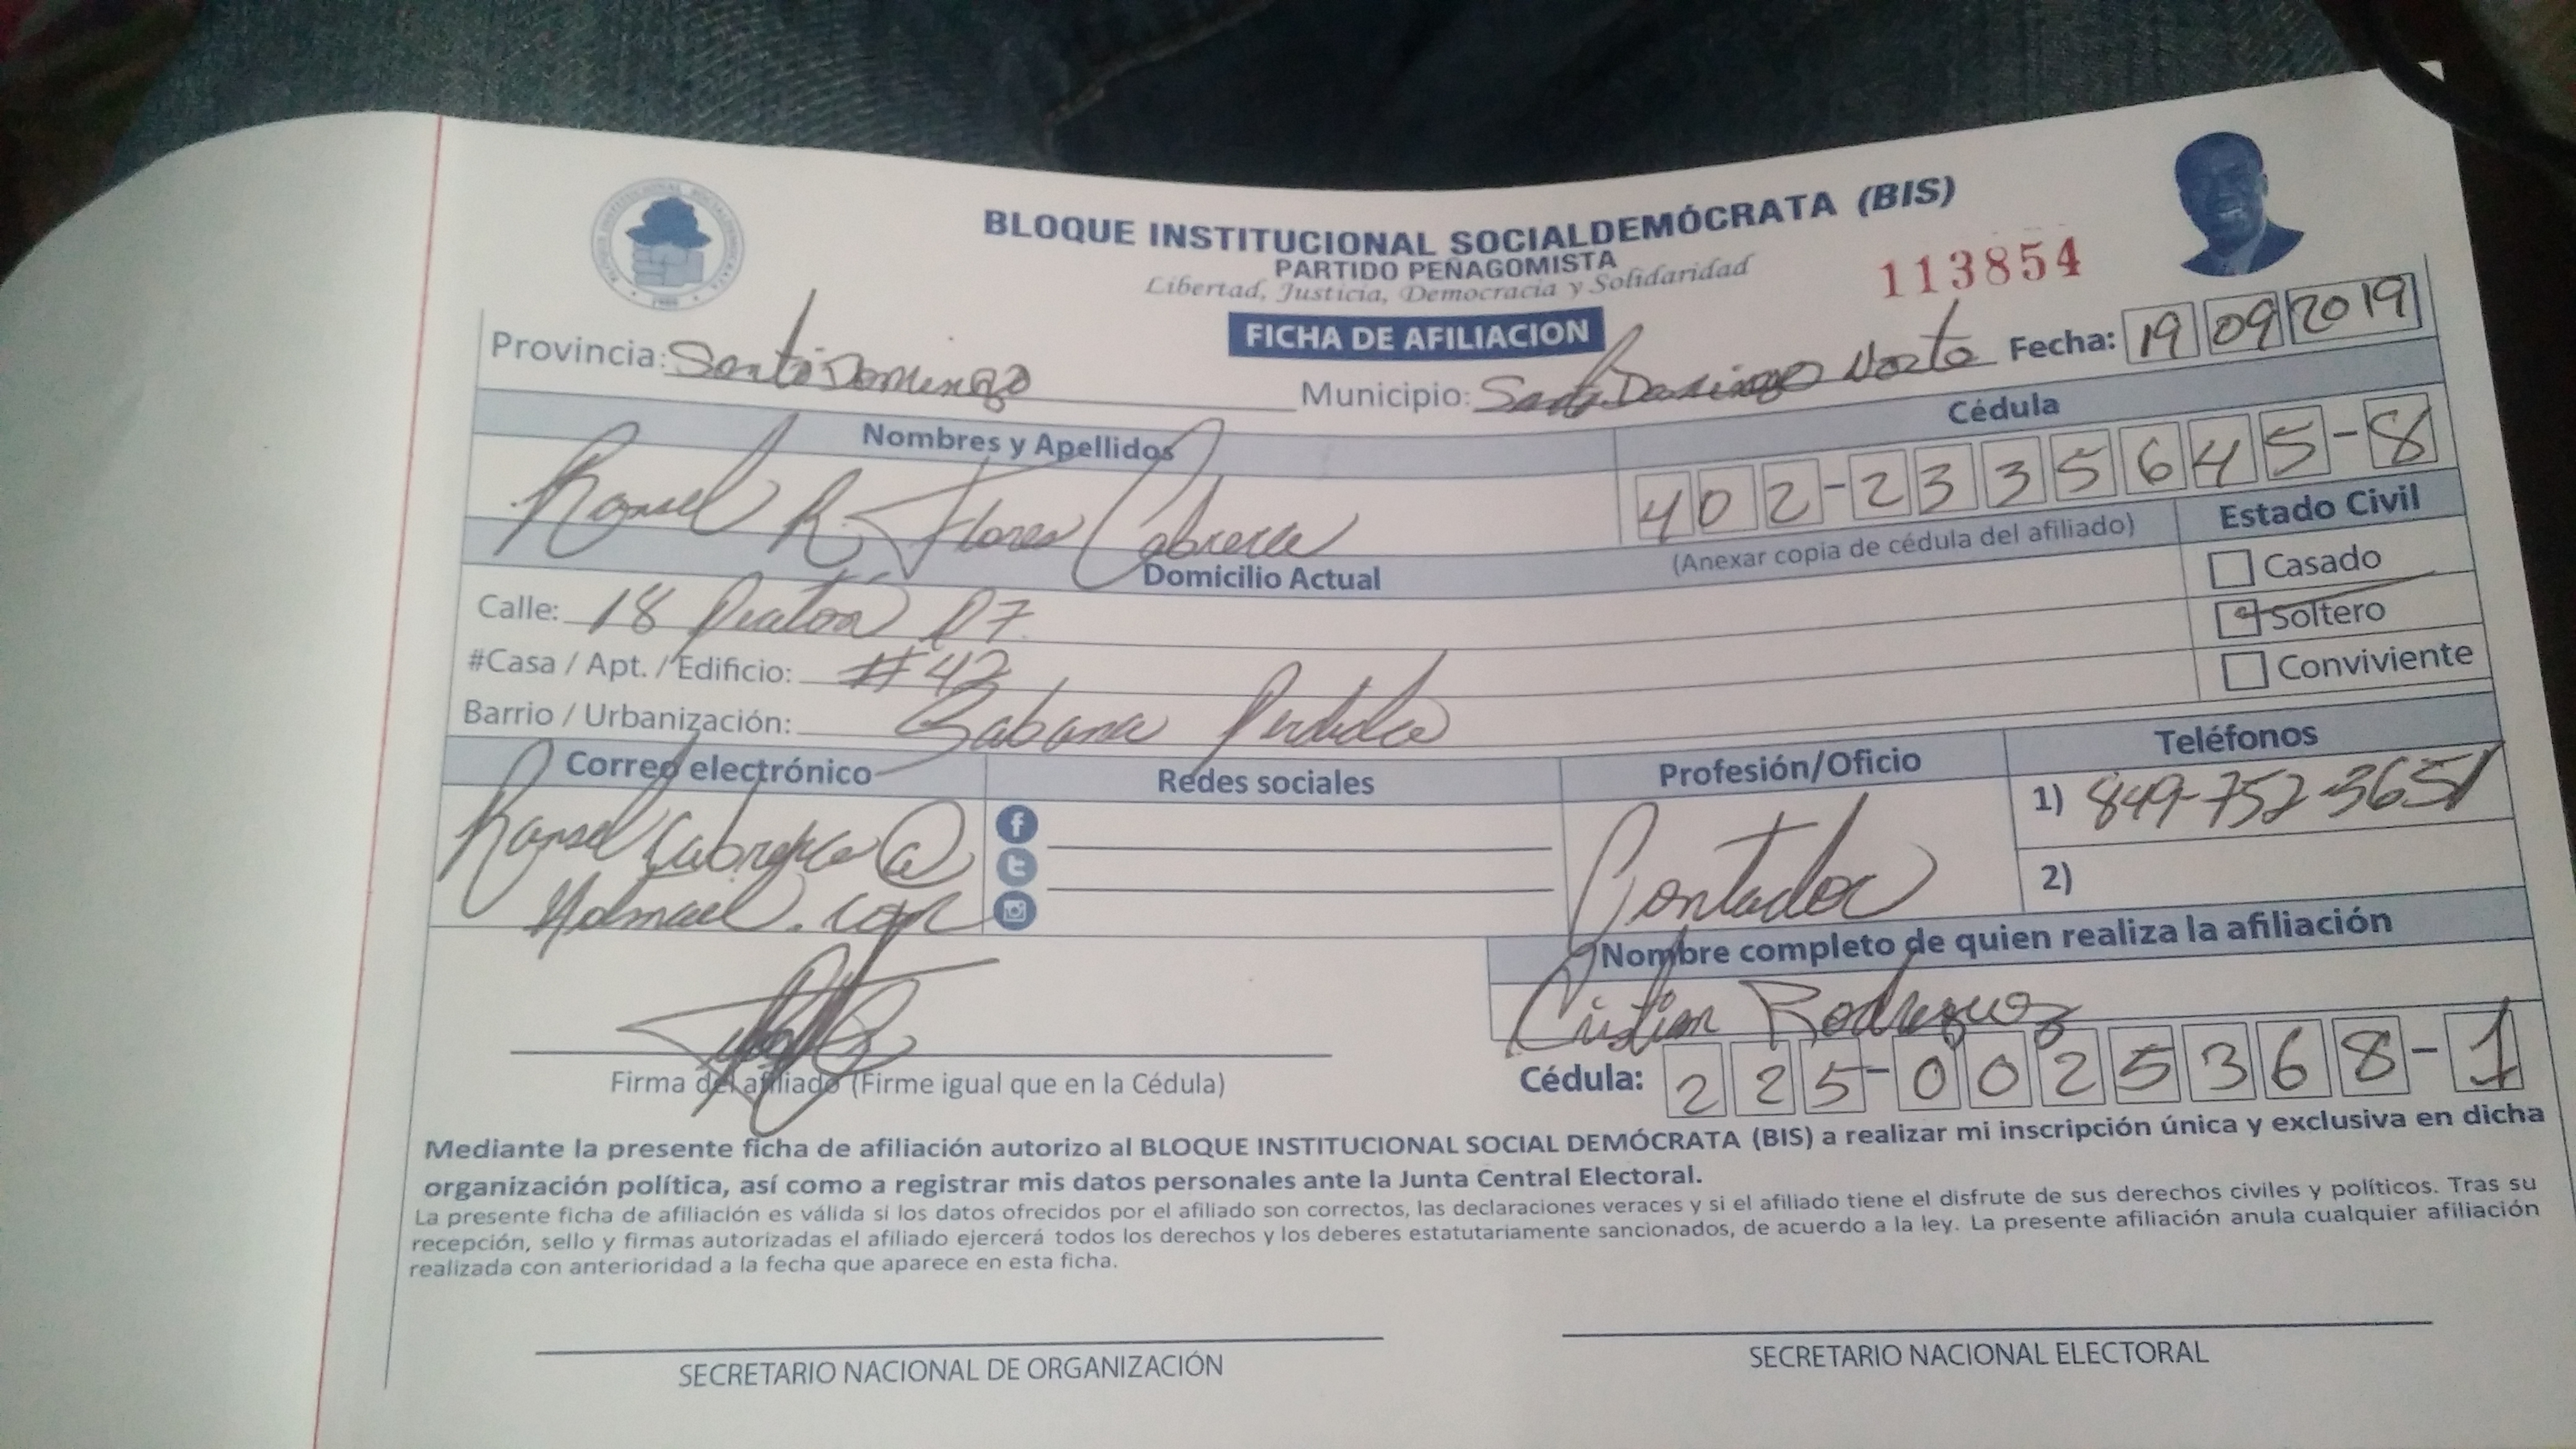 BLOQUE INSTITUCIONAL SOCIALDEMÓCRATA (BIS)
PARTIDO PEÑAGOMISTA
Libertad, Justicia, Democracia y Solidaridad
113854
FICHA DE AFILIACION
Provincia: Santo Domingo
Municipio: Santo Domingo Norte
Fecha: 19 09 2019
Nombres y Apellidos
Cédula
R. Flores Cabrera
402-2335645-8
(Anexar copia de cédula del afiliado)
Estado Civil
Casado
Soltero
Conviviente
Domicilio Actual
Calle: 18 Peatón 27
#Casa / Apt. / Edificio: #42
Barrio / Urbanización: Sabana Perdida
Correo electrónico
Redes sociales
Profesión/Oficio
Teléfonos
Contador
1) 849-752-3651
2)
Nombre completo de quien realiza la afiliación
Cristian Rodriguez
Cédula: 225-0025368-1
Firma del afiliado (Firme igual que en la Cédula)
Mediante la presente ficha de afiliación autorizo al BLOQUE INSTITUCIONAL SOCIAL DEMÓCRATA (BIS) a realizar mi inscripción única y exclusiva en dicha
organización política, así como a registrar mis datos personales ante la Junta Central Electoral.
La presente ficha de afiliación es válida sí los datos ofrecidos por el afiliado son correctos, las declaraciones veraces y si el afiliado tiene el disfrute de sus derechos civiles y políticos. Tras su
recepción, sello y firmas autorizadas el afiliado ejercerá todos los derechos y los deberes estatutariamente sancionados, de acuerdo a la ley. La presente afiliación anula cualquier afiliación
realizada con anterioridad a la fecha que aparece en esta ficha.
SECRETARIO NACIONAL DE ORGANIZACIÓN
SECRETARIO NACIONAL ELECTORAL